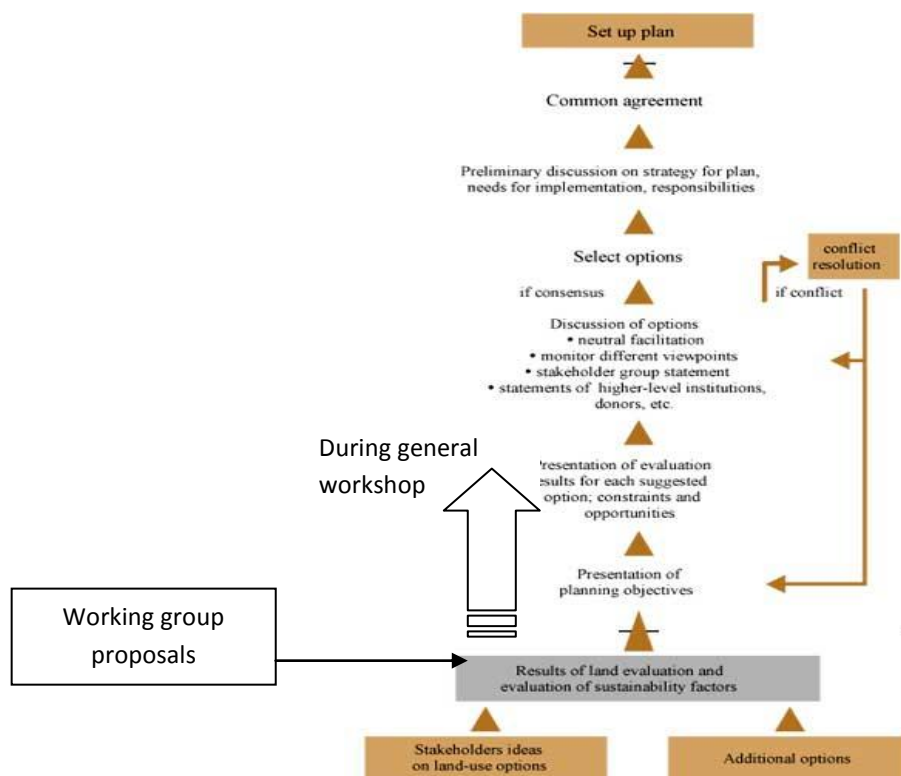 Set up plan
Common agreement
Preliminary discussion on strategy for plan,
needs for implementation, responsibilities
Select options
conflict
resolution
if consensus
if conflict
Discussion of options
• neutral facilitation
• monitor different viewpoints
• stakeholder group statement
• statements of higher-level institutions,
donors, etc.
During general
workshop
resentation of evaluation
esults for each suggested
option; constraints and
opportunities
Presentation of
planning objectives
Working group
proposals
Results of land evaluation and
evaluation of sustainability factors
Stakeholders ideas
on land-use options
Additional options